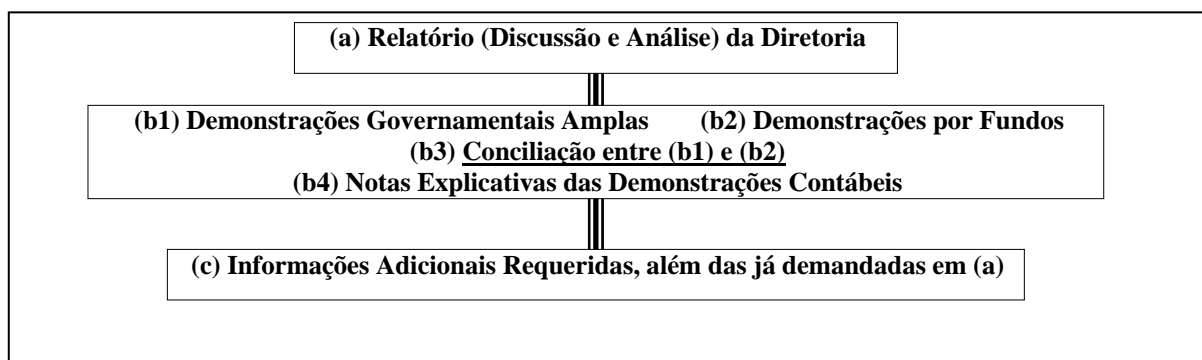 (a) Relatório (Discussão e Análise) da Diretoria
(b1) Demonstrações Governamentais Amplas (b2) Demonstrações por Fundos
(b3) Conciliação entre (b1) e (b2)
(b4) Notas Explicativas das Demonstrações Contábeis
(c) Informações Adicionais Requeridas, além das já demandadas em (a)